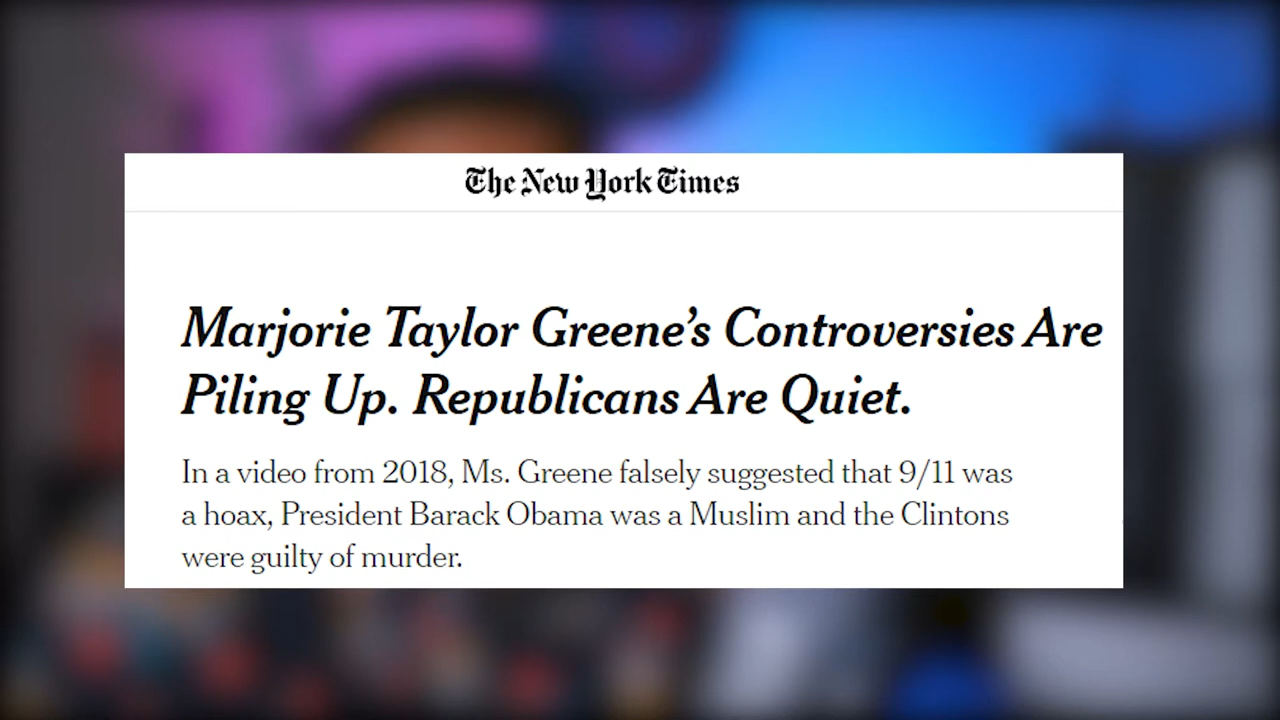 The New York Times
Marjorie Taylor Greene’s Controversies Are
Piling Up. Republicans Are Quiet.
In a video from 2018, Ms. Greene falsely suggested that 9/11 was
a hoax, President Barack Obama was a Muslim and the Clintons
were guilty of murder.